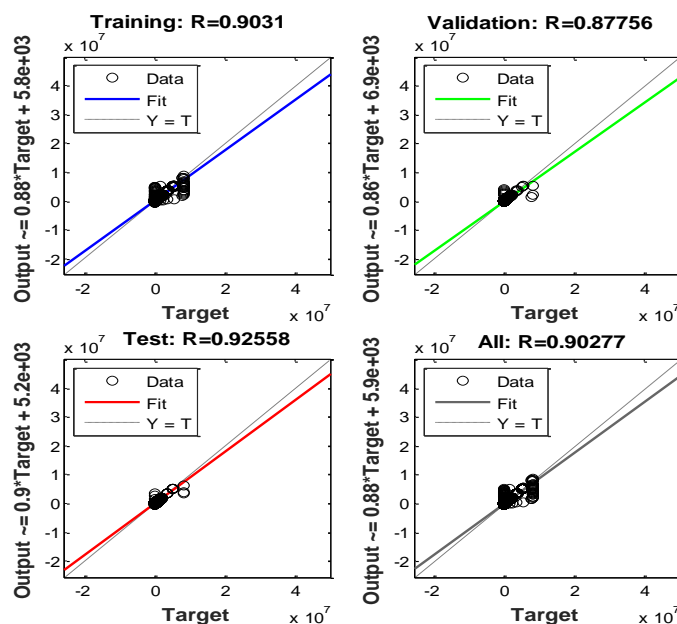 Training: R=0.9031
x 10^7
Data
Fit
Y = T
4
3
2
1
0
-1
-2
-2
0
2
4
x 10^7
Target
Output ~= 0.88*Target + 5.8e+03
Validation: R=0.87756
x 10^7
Data
Fit
Y = T
4
3
2
1
0
-1
-2
-2
0
2
4
x 10^7
Target
Output ~= 0.86*Target + 6.9e+03
Test: R=0.92558
x 10^7
Data
Fit
Y = T
4
3
2
1
0
-1
-2
-2
0
2
4
x 10^7
Target
Output ~= 0.9*Target + 5.2e+03
All: R=0.90277
x 10^7
Data
Fit
Y = T
4
3
2
1
0
-1
-2
-2
0
2
4
x 10^7
Target
Output ~= 0.88*Target + 5.9e+03